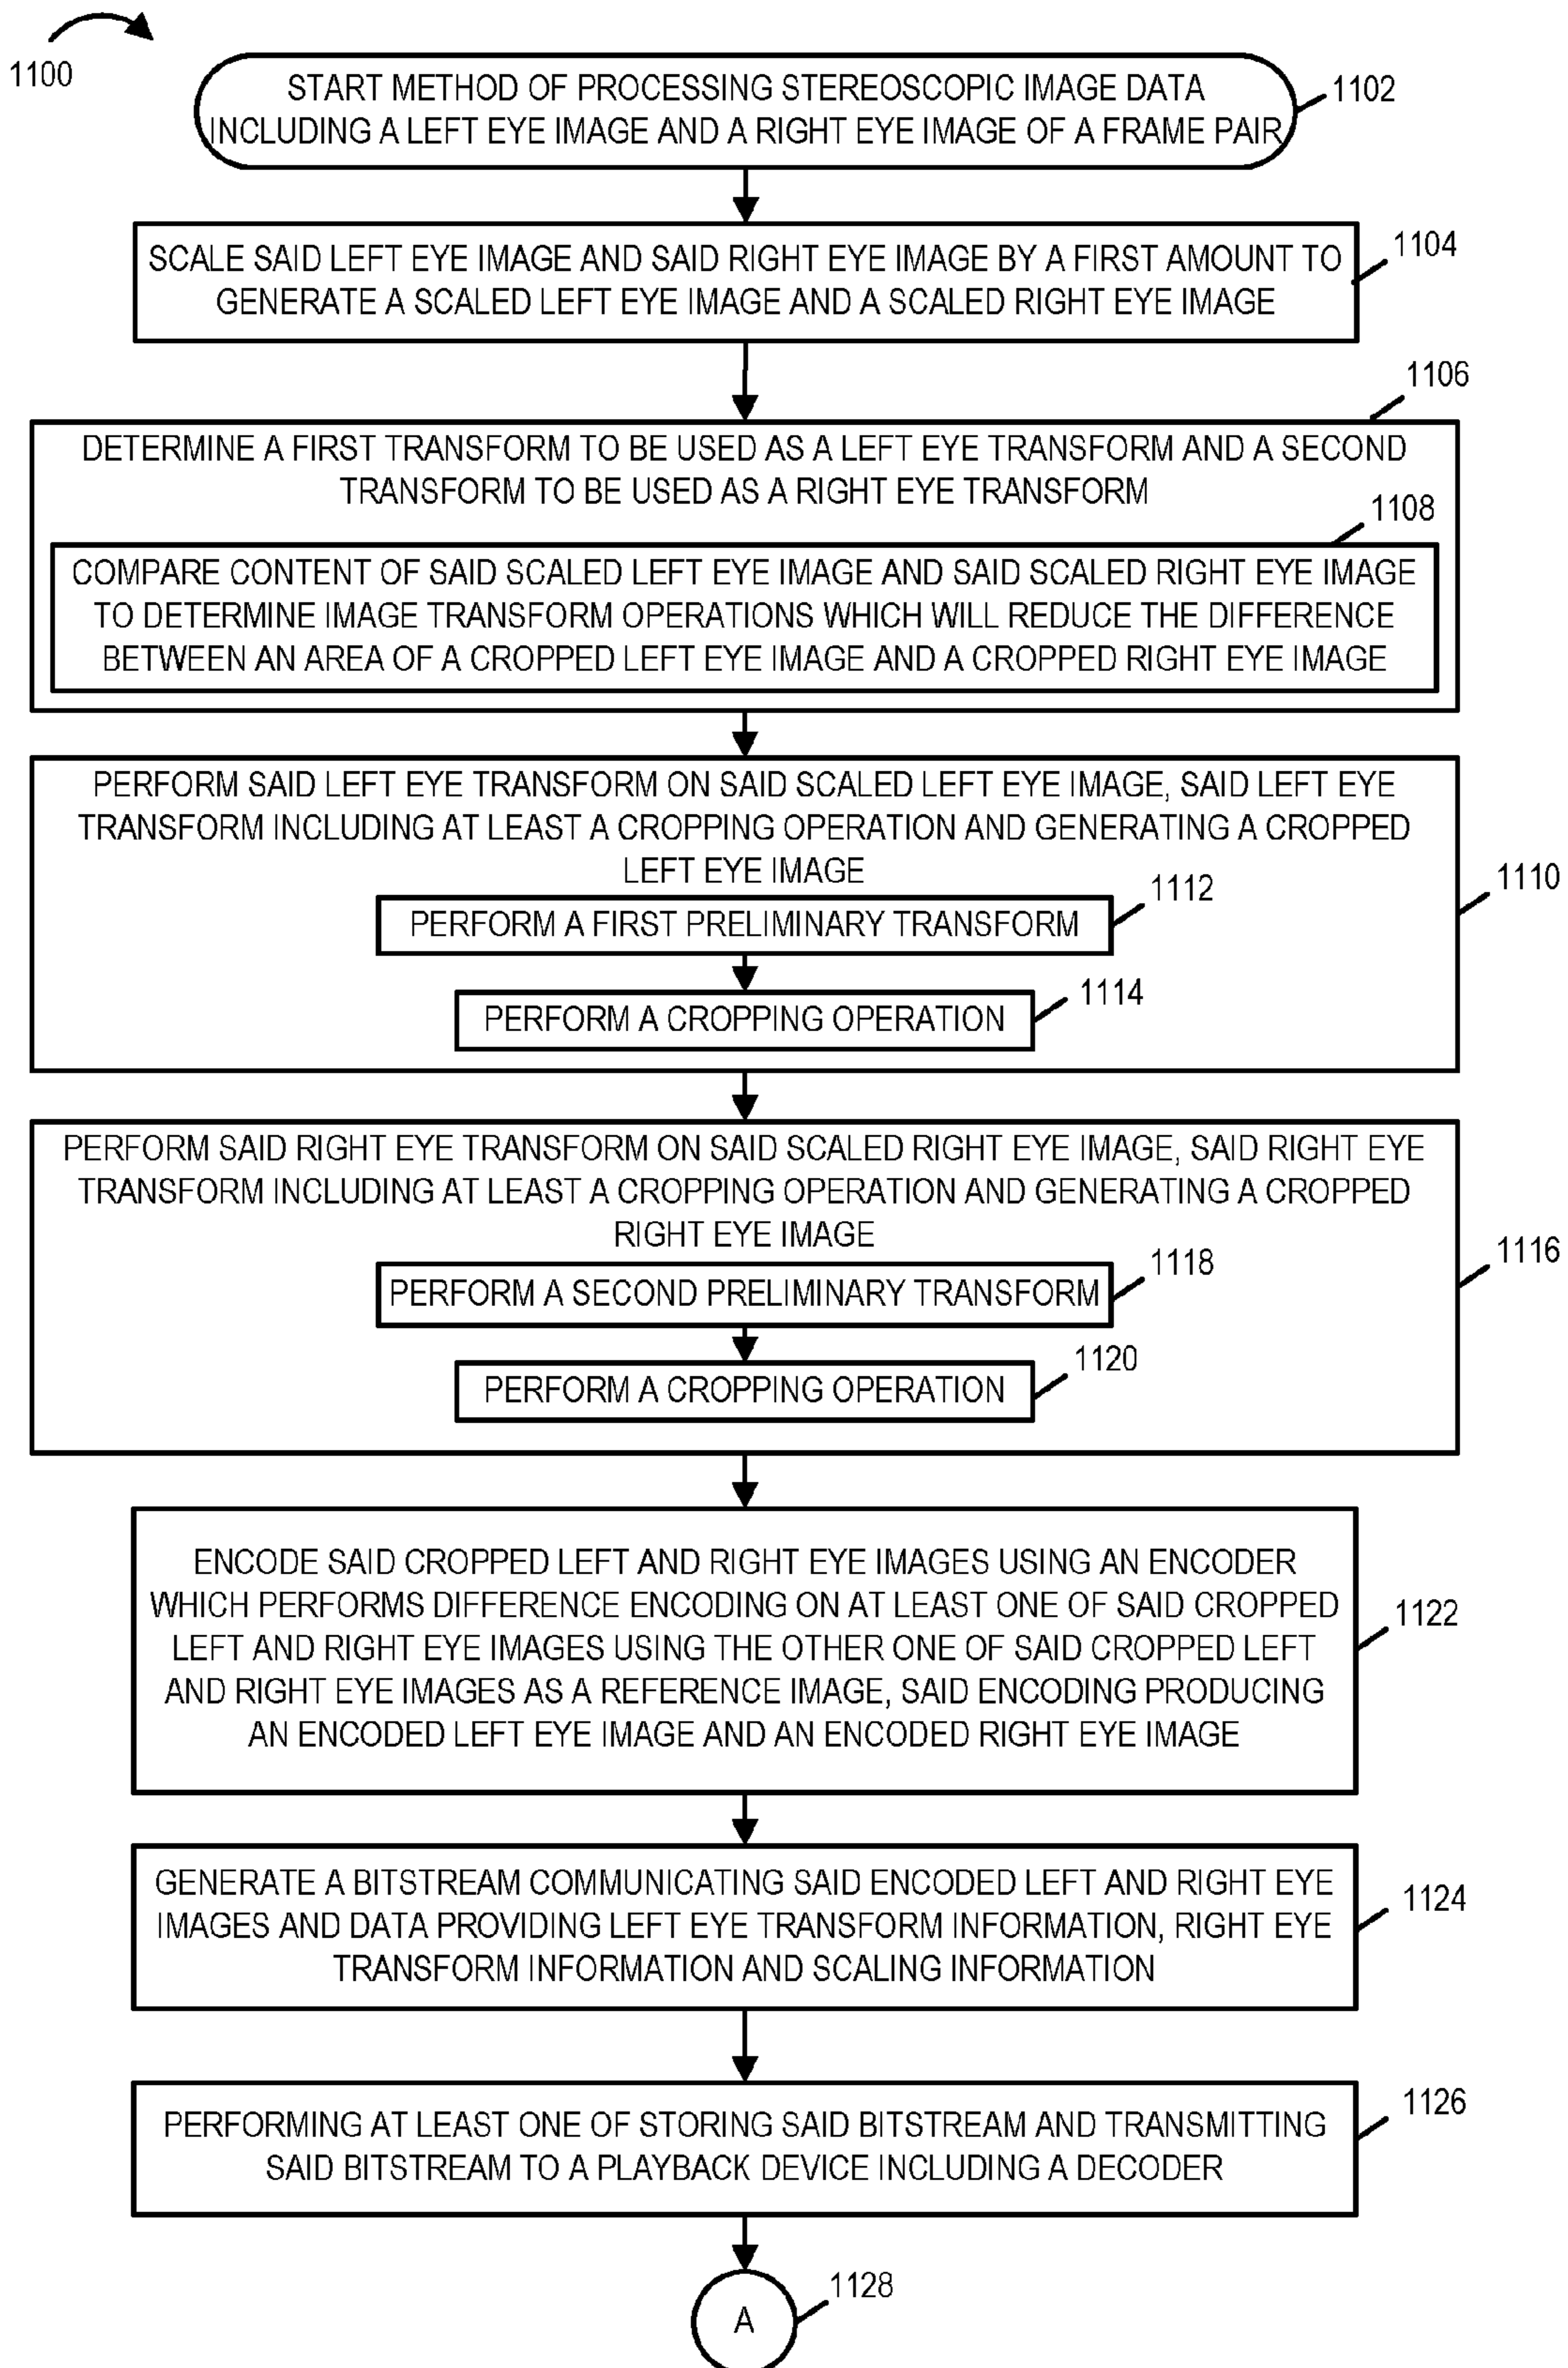 1100
START METHOD OF PROCESSING STEREOSCOPIC IMAGE DATA
INCLUDING A LEFT EYE IMAGE AND A RIGHT EYE IMAGE OF A FRAME PAIR
1102
SCALE SAID LEFT EYE IMAGE AND SAID RIGHT EYE IMAGE BY A FIRST AMOUNT TO
GENERATE A SCALED LEFT EYE IMAGE AND A SCALED RIGHT EYE IMAGE
1104
1106
DETERMINE A FIRST TRANSFORM TO BE USED AS A LEFT EYE TRANSFORM AND A SECOND
TRANSFORM TO BE USED AS A RIGHT EYE TRANSFORM
1108
COMPARE CONTENT OF SAID SCALED LEFT EYE IMAGE AND SAID SCALED RIGHT EYE IMAGE
TO DETERMINE IMAGE TRANSFORM OPERATIONS WHICH WILL REDUCE THE DIFFERENCE
BETWEEN AN AREA OF A CROPPED LEFT EYE IMAGE AND A CROPPED RIGHT EYE IMAGE
PERFORM SAID LEFT EYE TRANSFORM ON SAID SCALED LEFT EYE IMAGE, SAID LEFT EYE
TRANSFORM INCLUDING AT LEAST A CROPPING OPERATION AND GENERATING A CROPPED
LEFT EYE IMAGE
1110
1112
PERFORM A FIRST PRELIMINARY TRANSFORM
1114
PERFORM A CROPPING OPERATION
PERFORM SAID RIGHT EYE TRANSFORM ON SAID SCALED RIGHT EYE IMAGE, SAID RIGHT EYE
TRANSFORM INCLUDING AT LEAST A CROPPING OPERATION AND GENERATING A CROPPED
RIGHT EYE IMAGE
1116
1118
PERFORM A SECOND PRELIMINARY TRANSFORM
1120
PERFORM A CROPPING OPERATION
ENCODE SAID CROPPED LEFT AND RIGHT EYE IMAGES USING AN ENCODER
WHICH PERFORMS DIFFERENCE ENCODING ON AT LEAST ONE OF SAID CROPPED
LEFT AND RIGHT EYE IMAGES USING THE OTHER ONE OF SAID CROPPED LEFT
AND RIGHT EYE IMAGES AS A REFERENCE IMAGE, SAID ENCODING PRODUCING
AN ENCODED LEFT EYE IMAGE AND AN ENCODED RIGHT EYE IMAGE
1122
GENERATE A BITSTREAM COMMUNICATING SAID ENCODED LEFT AND RIGHT EYE
IMAGES AND DATA PROVIDING LEFT EYE TRANSFORM INFORMATION, RIGHT EYE
TRANSFORM INFORMATION AND SCALING INFORMATION
1124
PERFORMING AT LEAST ONE OF STORING SAID BITSTREAM AND TRANSMITTING
SAID BITSTREAM TO A PLAYBACK DEVICE INCLUDING A DECODER
1126
A
1128